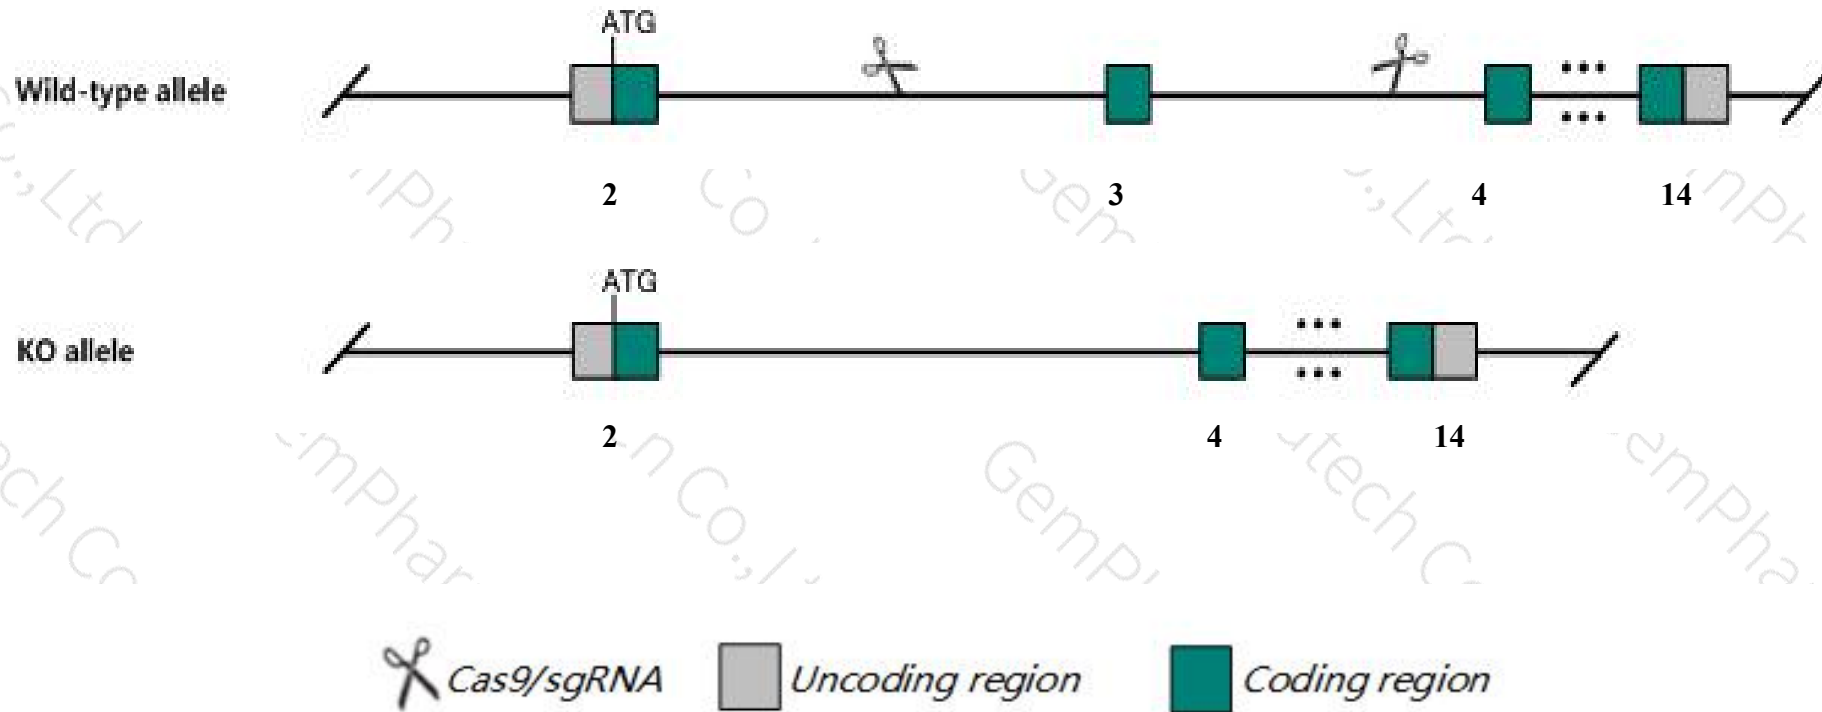 ATG
Wild-type allele
2 3 4 14
ATG
KO allele
2 4 14
Cas9/sgRNA Uncoding region Coding region